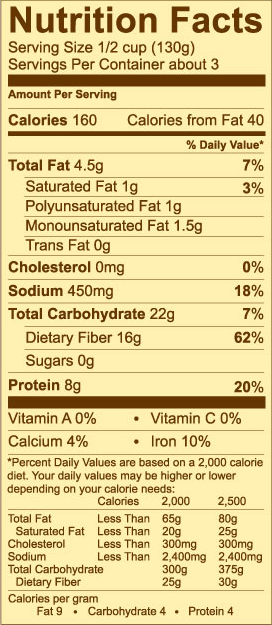 Nutrition Facts
Serving Size 1/2 cup (130g)
Servings Per Container about 3
Amount Per Serving
Calories 160 Calories from Fat 40
% Daily Value*
Total Fat 4.5g 7%
Saturated Fat 1g 3%
Polyunsaturated Fat 1g
Monounsaturated Fat 1.5g
Trans Fat 0g
Cholesterol 0mg 0%
Sodium 450mg 18%
Total Carbohydrate 22g 7%
Dietary Fiber 16g 62%
Sugars 0g
Protein 8g 20%
Vitamin A 0% • Vitamin C 0%
Calcium 4% • Iron 10%
*Percent Daily Values are based on a 2,000 calorie
diet. Your daily values may be higher or lower
depending on your calorie needs:
Calories 2,000 2,500
Total Fat Less Than 65g 80g
Saturated Fat Less Than 20g 25g
Cholesterol Less Than 300mg 300mg
Sodium Less Than 2,400mg 2,400mg
Total Carbohydrate 300g 375g
Dietary Fiber 25g 30g
Calories per gram
Fat 9 • Carbohydrate 4 • Protein 4